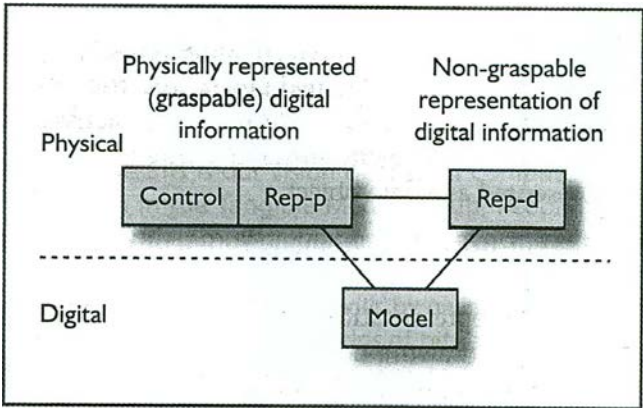 Physically represented
(graspable) digital
information
Non-graspable
representation of
digital information
Physical
Control
Rep-p
Rep-d
Digital
Model